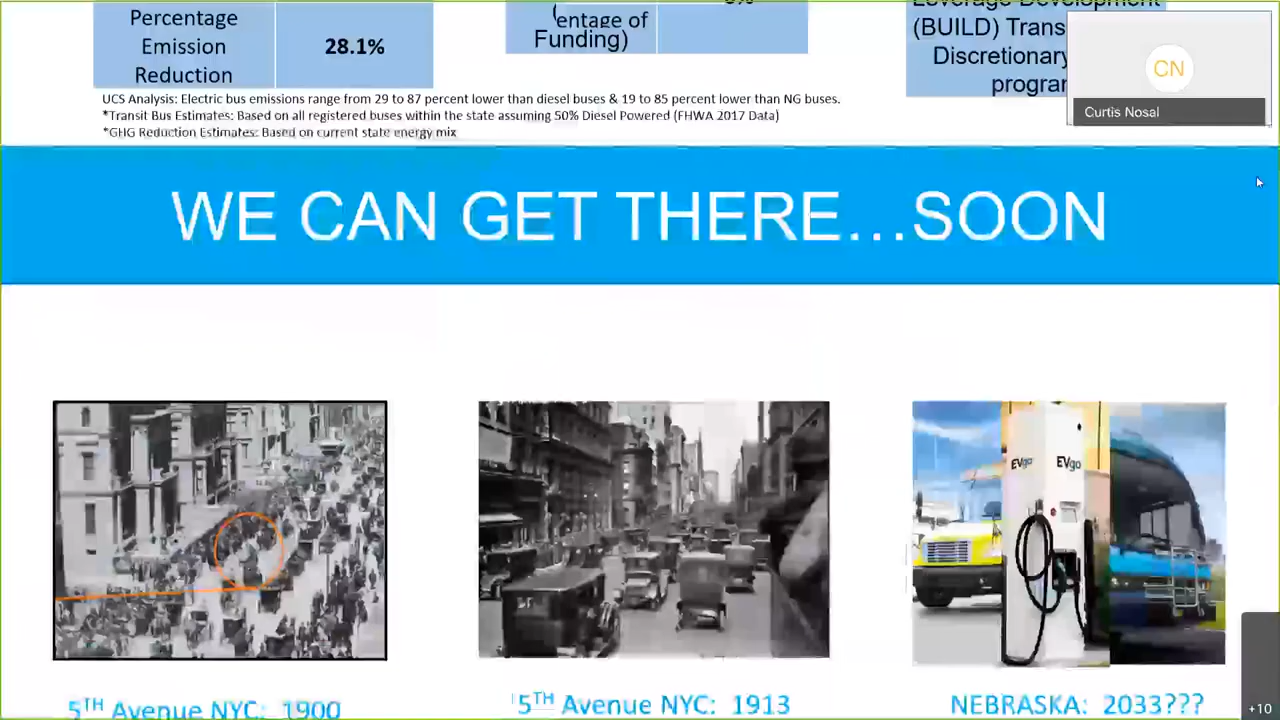 Percentage
Emission
Reduction
28.1%
entage of
Funding)
(BUILD) Trans
Discretionary
progra
CN
Curtis Nosal
UCS Analysis: Electric bus emissions range from 29 to 87 percent lower than diesel buses & 19 to 85 percent lower than NG buses.
*Transit Bus Estimates: Based on all registered buses within the state assuming 50% Diesel Powered (FHWA 2017 Data)
*GHG Reduction Estimates: Based on current state energy mix
WE CAN GET THERE...SOON
EVgo EVgo
5TH Avenue NYC: 1900
5TH Avenue NYC: 1913
NEBRASKA: 2033???
+10